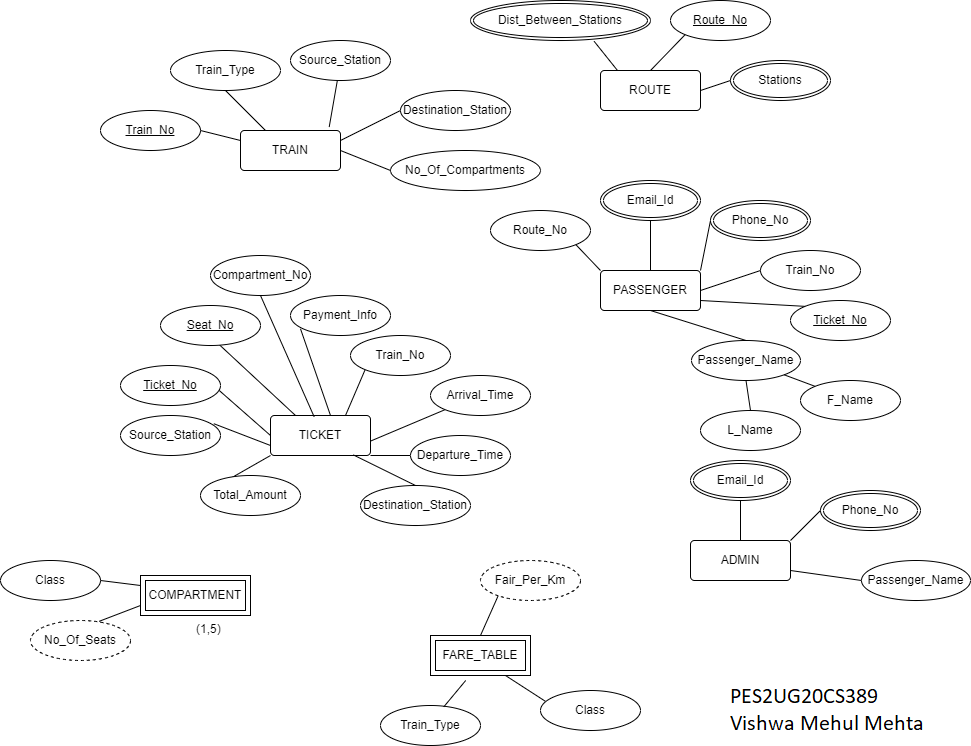 Dist_Between_Stations
Route_No
Stations
ROUTE
Train_Type
Source_Station
Train_No
Destination_Station
No_Of_Compartments
TRAIN
Email_Id
Phone_No
Route_No
Train_No
PASSENGER
Ticket_No
Passenger_Name
F_Name
L_Name
Compartment_No
Payment_Info
Seat_No
Train_No
Ticket_No
Arrival_Time
Source_Station
TICKET
Departure_Time
Total_Amount
Destination_Station
Email_Id
Phone_No
ADMIN
Passenger_Name
Class
COMPARTMENT
No_Of_Seats
(1,5)
Fair_Per_Km
FARE_TABLE
Train_Type
Class
PES2UG20CS389
Vishwa Mehul Mehta